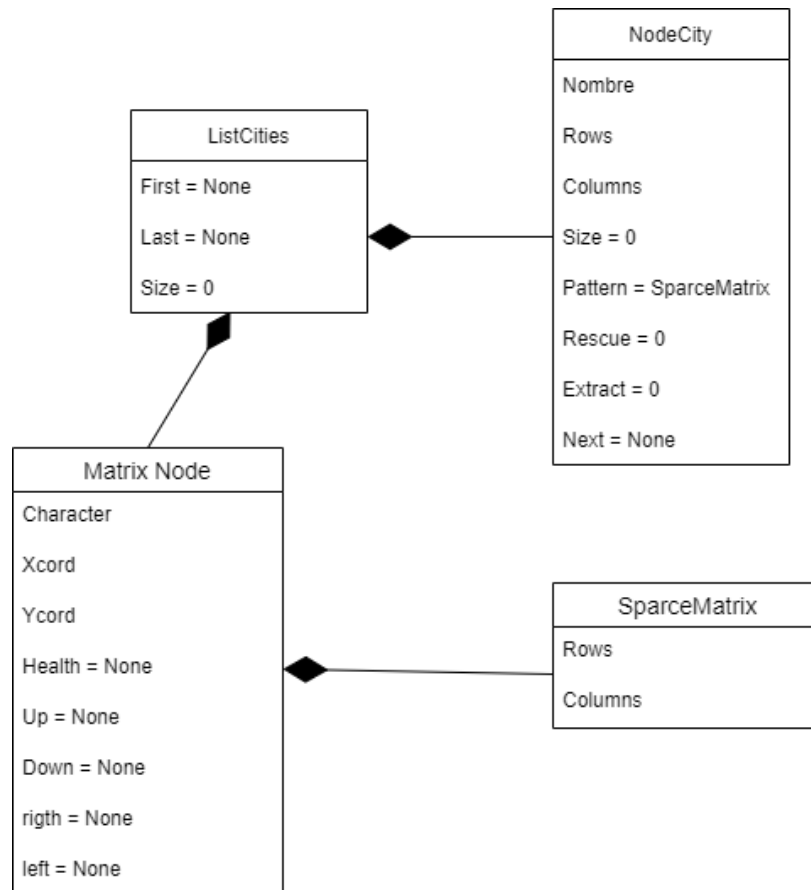 NodeCity
Nombre
Rows
Columns
Size = 0
Pattern = SparceMatrix
Rescue = 0
Extract = 0
Next = None
ListCities
First = None
Last = None
Size = 0
Matrix Node
Character
Xcord
Ycord
Health = None
Up = None
Down = None
rigth = None
left = None
SparceMatrix
Rows
Columns